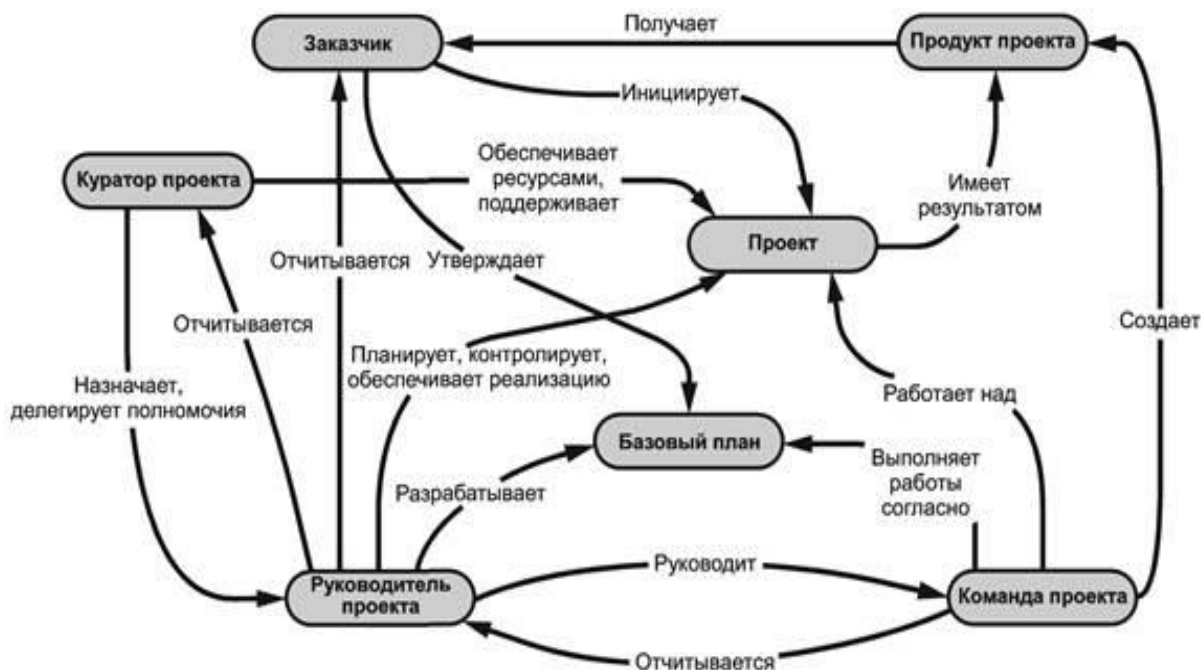 Получает
Заказчик
Продукт проекта
Инициирует
Обеспечивает
ресурсами,
поддерживает
Куратор проекта
Имеет
результатом
Проект
Отчитывается
Утверждает
Отчитывается
Создает
Планирует, контролирует,
обеспечивает реализацию
Назначает,
делегирует полномочия
Работает над
Базовый план
Выполняет
работы
согласно
Разрабатывает
Руководит
Руководитель
проекта
Команда проекта
Отчитывается